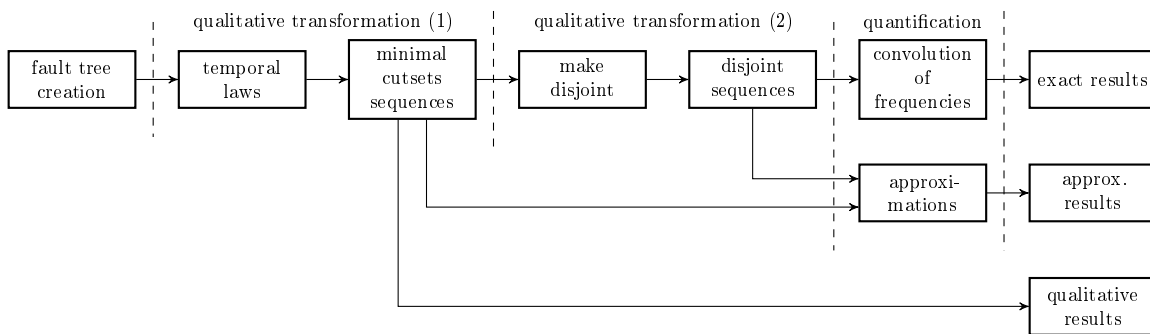 qualitative transformation (1)
qualitative transformation (2)
quantification
fault tree
creation
temporal
laws
minimal
cutsets
sequences
make
disjoint
disjoint
sequences
convolution
of
frequencies
exact results
approxi-
mations
approx.
results
qualitative
results